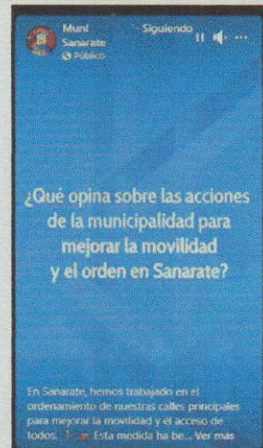 Muni Sanarate
Siguiendo
Público
¿Qué opina sobre las acciones
de la municipalidad para
mejorar la movilidad
y el orden en Sanarate?
En Sanarate, hemos trabajado en el
ordenamiento de nuestras calles principales
para mejorar la movilidad y el acceso de
todos. Esta medida ha be... Ver más